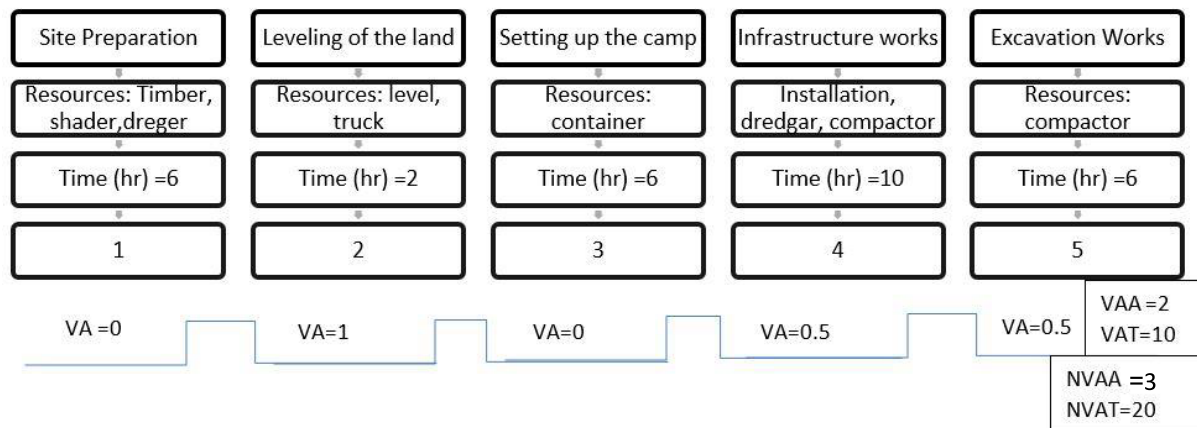 Site Preparation
Leveling of the land
Setting up the camp
Infrastructure works
Excavation Works
Resources: Timber,
shader,dreger
Resources: level,
truck
Resources:
container
Installation,
dredgar, compactor
Resources:
compactor
Time (hr) =6
Time (hr) =2
Time (hr) =6
Time (hr) =10
Time (hr) =6
1
2
3
4
5
VA =0
VA=1
VA=0
VA=0.5
VA=0.5
VAA =2
VAT=10
NVAA =3
NVAT=20